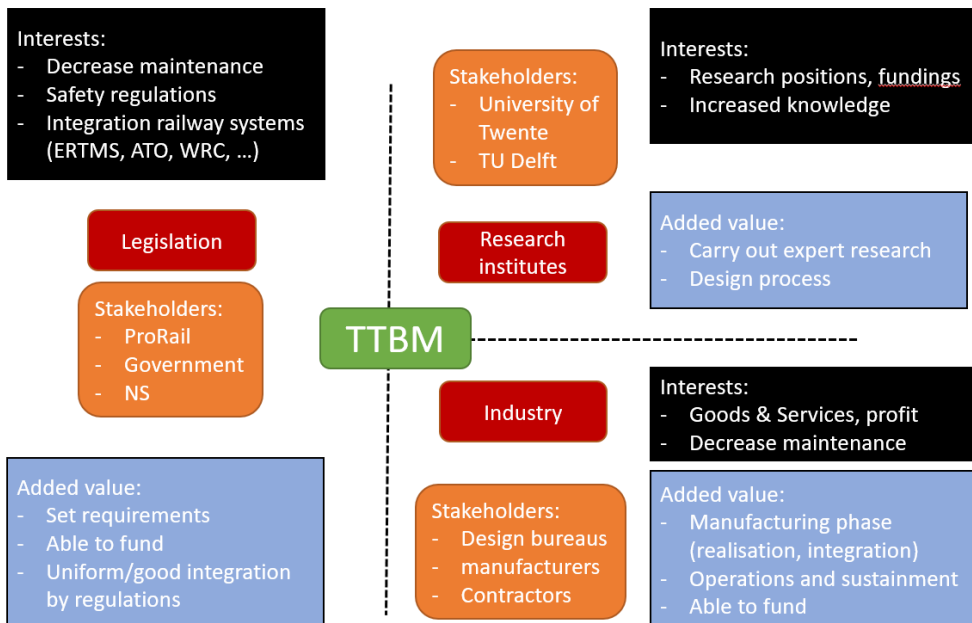 Interests:
- Decrease maintenance
- Safety regulations
- Integration railway systems
(ERTMS, ATO, WRC, ...)
Legislation
Stakeholders:
- ProRail
- Government
- NS
Added value:
- Set requirements
- Able to fund
- Uniform/good integration
by regulations
TTBM
Stakeholders:
- University of
Twente
- TU Delft
Research
institutes
Interests:
- Research positions, fundings
- Increased knowledge
Added value:
- Carry out expert research
- Design process
Industry
Stakeholders:
- Design bureaus
- manufacturers
- Contractors
Interests:
- Goods & Services, profit
- Decrease maintenance
Added value:
- Manufacturing phase
(realisation, integration)
- Operations and sustainment
- Able to fund